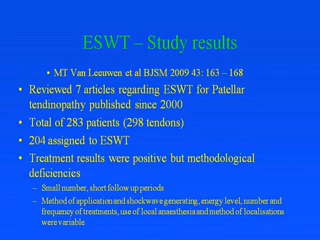 ESWT – Study results
• MT Van Leeuwen et al BJSM 2009 43: 163 – 168
• Reviewed 7 articles regarding ESWT for Patellar
tendinopathy published since 2000
• Total of 283 patients (298 tendons)
• 204 assigned to ESWT
• Treatment results were positive but methodological
deficiencies
– Small number, short follow up periods
– Method of application and shockwave generating, energy level, number and
frequency of treatments, use of local anaesthesia and method of localisations
were variable